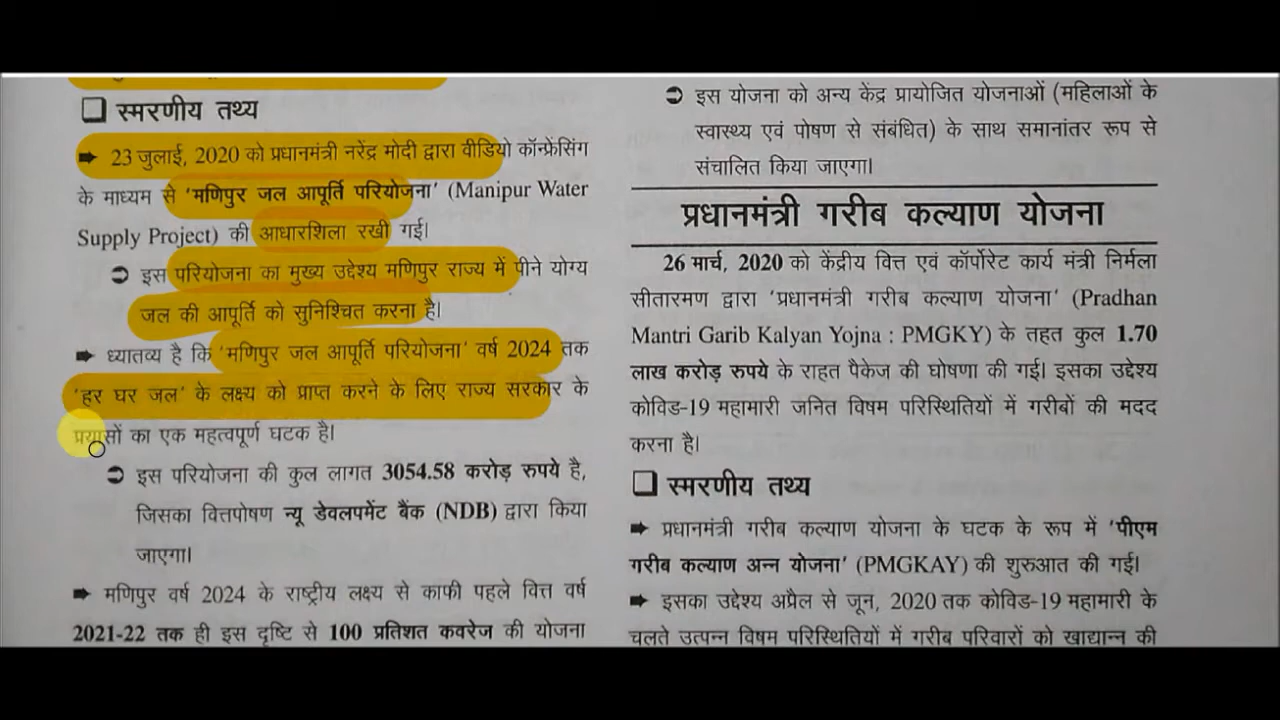 ❑ स्मरणीय तथ्य
➡ 23 जुलाई, 2020 को प्रधानमंत्री नरेंद्र मोदी द्वारा वीडियो कॉन्फ्रेंसिंग
के माध्यम से 'मणिपुर जल आपूर्ति परियोजना' (Manipur Water
Supply Project) की आधारशिला रखी गई।
➲ इस परियोजना का मुख्य उद्देश्य मणिपुर राज्य में पीने योग्य
जल की आपूर्ति को सुनिश्चित करना है।
➡ ध्यातव्य है कि 'मणिपुर जल आपूर्ति परियोजना' वर्ष 2024 तक
'हर घर जल' के लक्ष्य को प्राप्त करने के लिए राज्य सरकार के
प्रयासों का एक महत्वपूर्ण घटक है।
➲ इस परियोजना की कुल लागत 3054.58 करोड़ रुपये है,
जिसका वित्तपोषण न्यू डेवलपमेंट बैंक (NDB) द्वारा किया
जाएगा।
➡ मणिपुर वर्ष 2024 के राष्ट्रीय लक्ष्य से काफी पहले वित्त वर्ष
2021-22 तक ही इस दृष्टि से 100 प्रतिशत कवरेज की योजना
➲ इस योजना को अन्य केंद्र प्रायोजित योजनाओं (महिलाओं के
स्वास्थ्य एवं पोषण से संबंधित) के साथ समानांतर रूप से
संचालित किया जाएगा।
प्रधानमंत्री गरीब कल्याण योजना
26 मार्च, 2020 को केंद्रीय वित्त एवं कॉर्पोरेट कार्य मंत्री निर्मला
सीतारमण द्वारा 'प्रधानमंत्री गरीब कल्याण योजना' (Pradhan
Mantri Garib Kalyan Yojna : PMGKY) के तहत कुल 1.70
लाख करोड़ रुपये के राहत पैकेज की घोषणा की गई। इसका उद्देश्य
कोविड-19 महामारी जनित विषम परिस्थितियों में गरीबों की मदद
करना है।
❑ स्मरणीय तथ्य
➡ प्रधानमंत्री गरीब कल्याण योजना के घटक के रूप में 'पीएम
गरीब कल्याण अन्न योजना' (PMGKAY) की शुरुआत की गई।
➡ इसका उद्देश्य अप्रैल से जून, 2020 तक कोविड-19 महामारी के
चलते उत्पन्न विषम परिस्थितियों में गरीब परिवारों को खाद्यान्न की